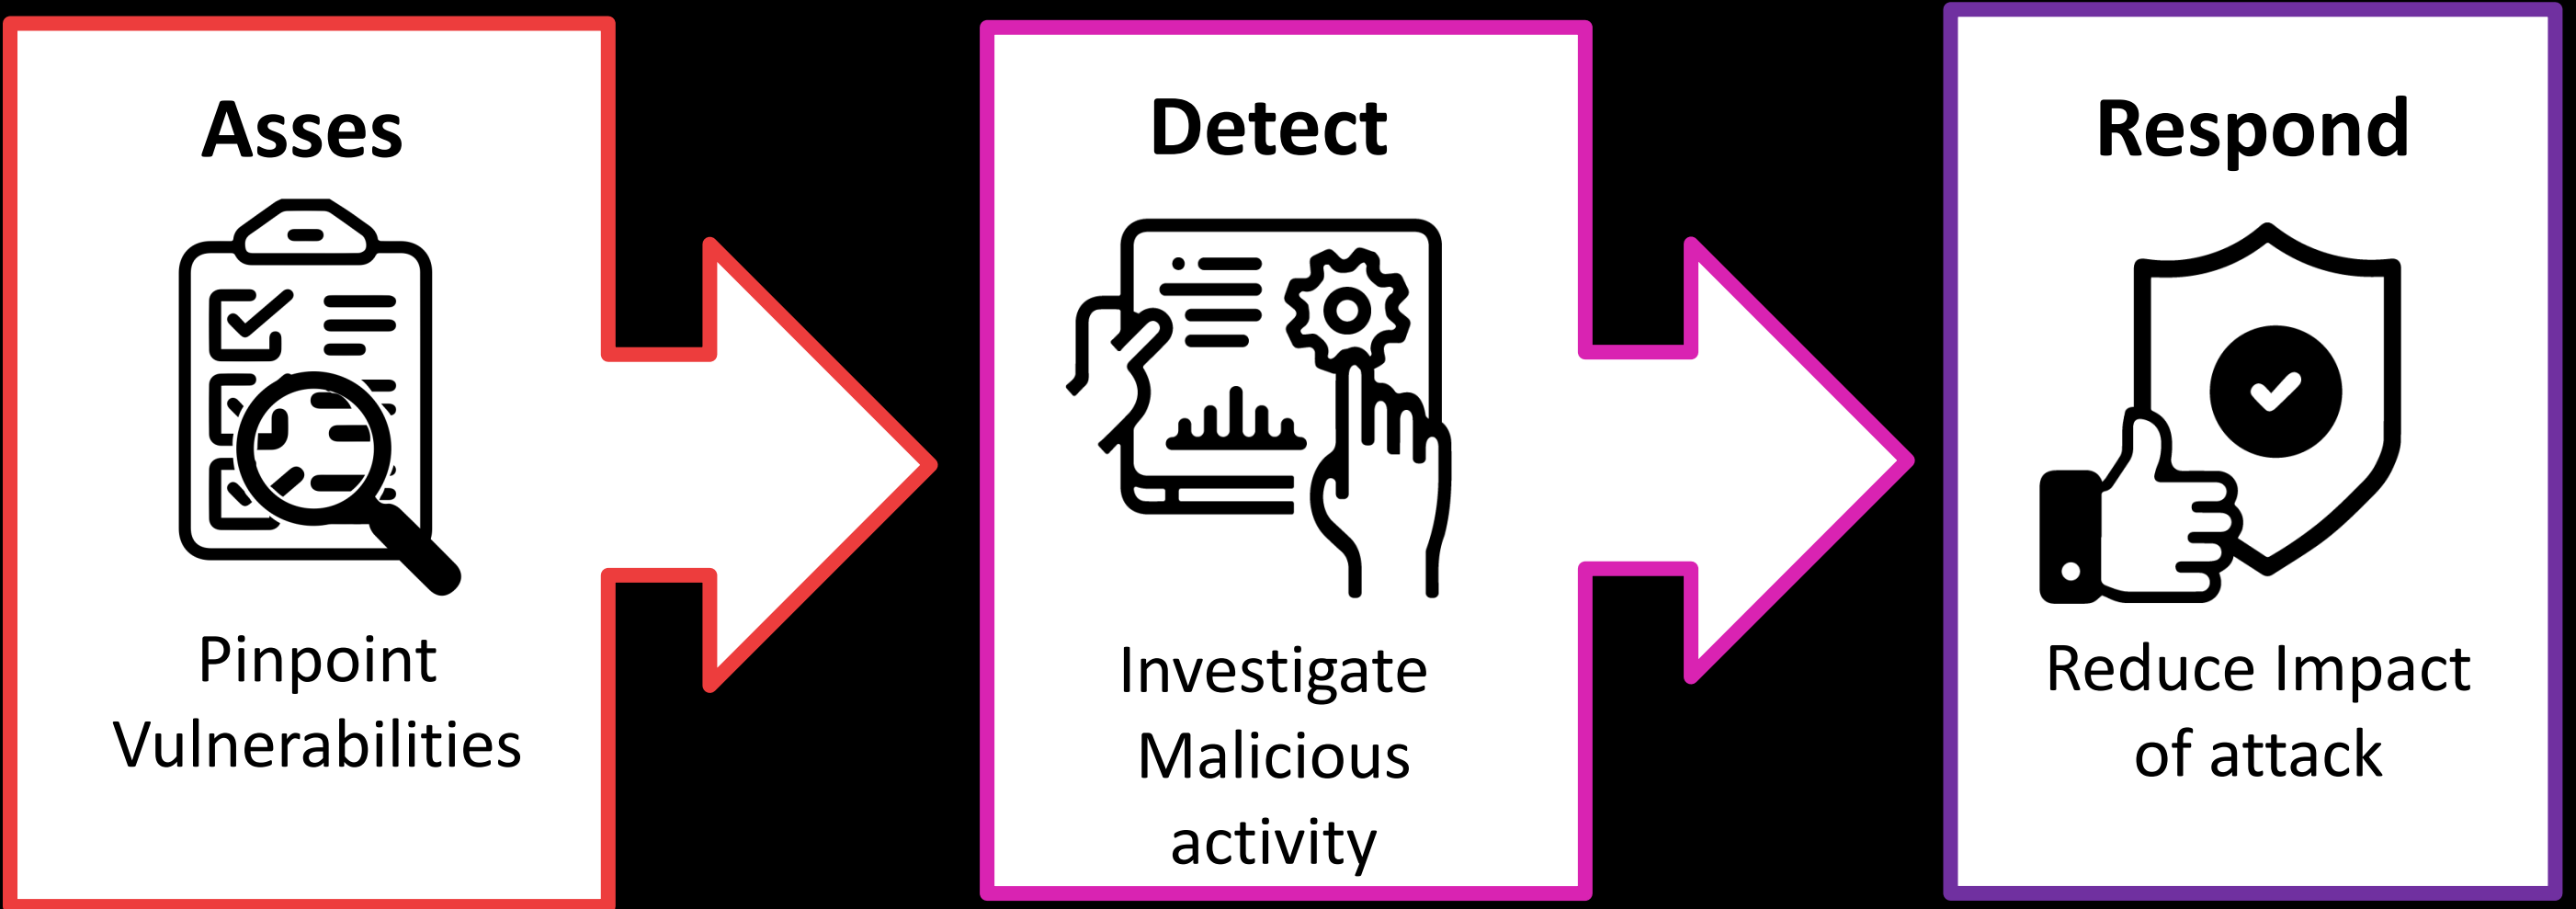 Asses
Pinpoint
Vulnerabilities
Detect
Investigate
Malicious
activity
Respond
Reduce Impact
of attack